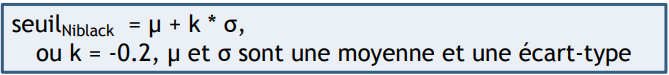 seuilNiblack = μ + k * σ,
ou k = -0.2, μ et σ sont une moyenne et une écart-type